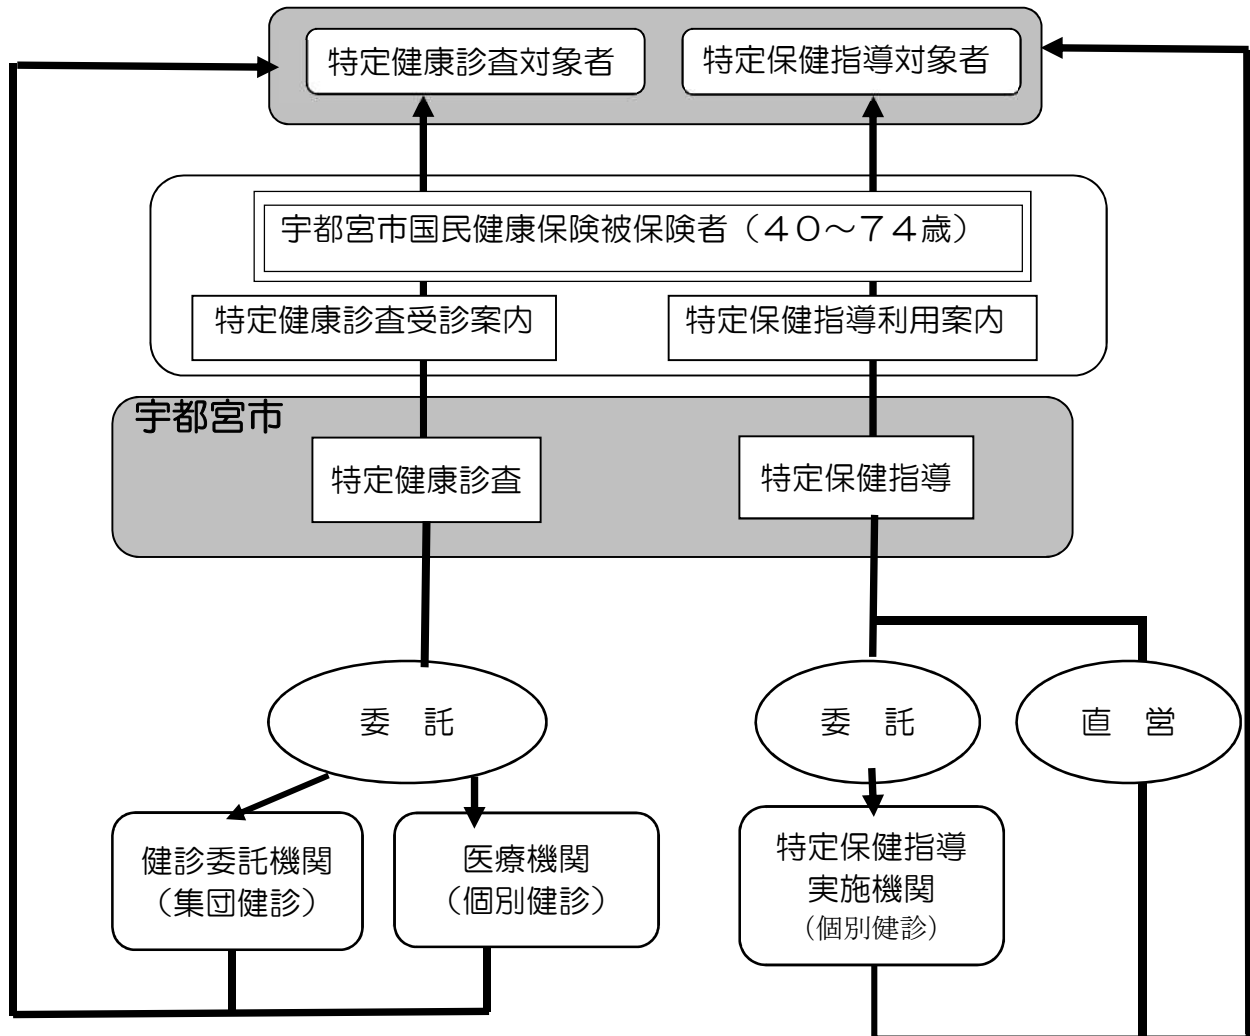 特定健康診査対象者
特定保健指導対象者
宇都宮市国民健康保険被保険者（４０～７４歳）
特定健康診査受診案内
特定保健指導利用案内
宇都宮市
特定健康診査
特定保健指導
委　託
委　託
直　営
健診委託機関
（集団健診）
医療機関
（個別健診）
特定保健指導
実施機関
（個別健診）